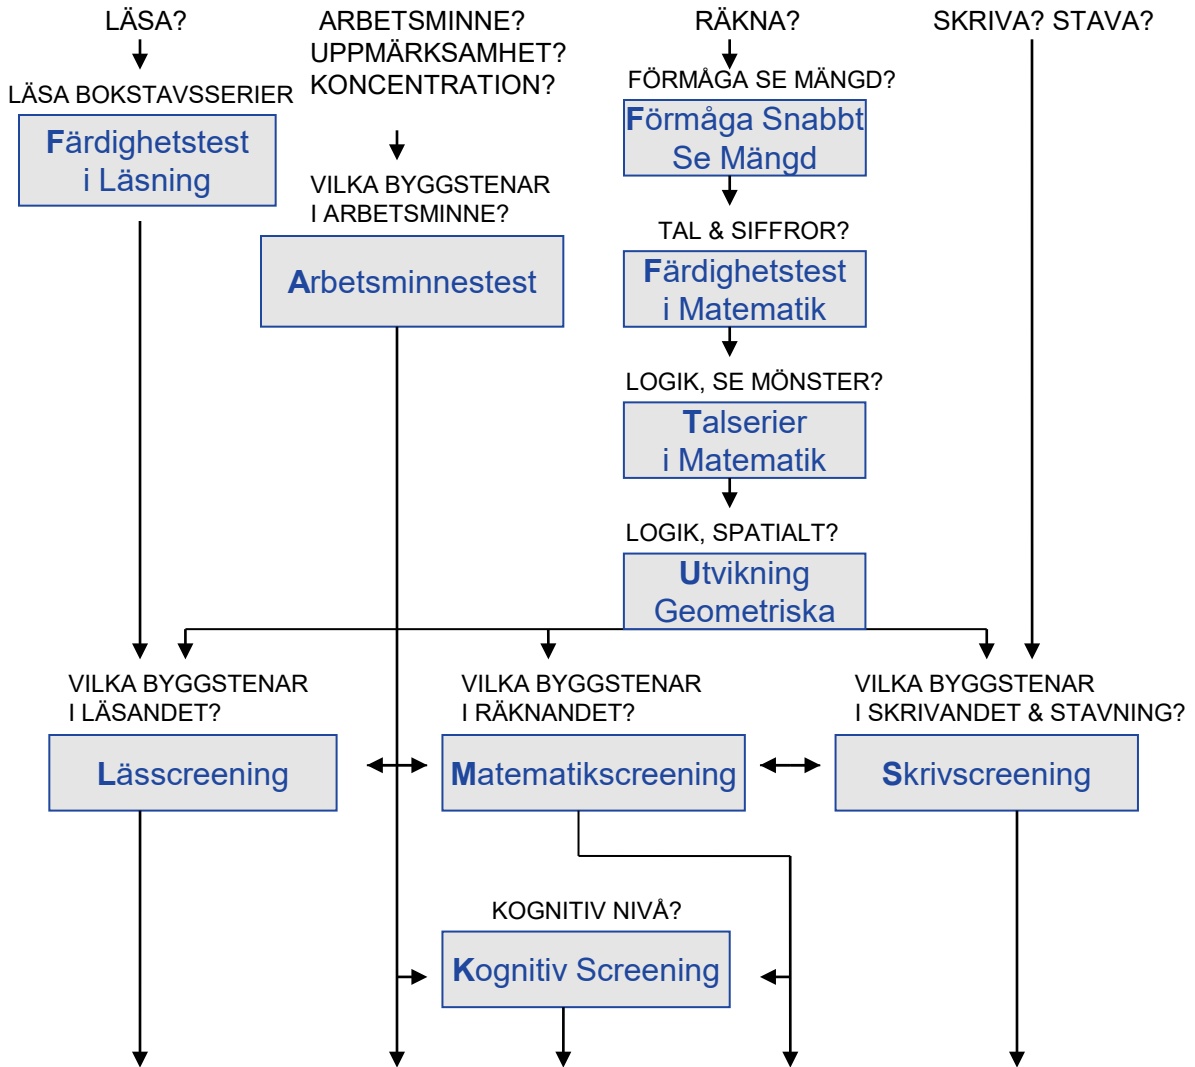 LÄSA?
ARBETSMINNE?
UPPMÄRKSAMHET?
KONCENTRATION?
RÄKNA?
SKRIVA? STAVA?
LÄSA BOKSTAVSSERIER
Färdighetstest
i Läsning
VILKA BYGGSTENAR
I ARBETSMINNE?
Arbetsminnestest
FÖRMÅGA SE MÄNGD?
Förmåga Snabbt
Se Mängd
TAL & SIFFROR?
Färdighetstest
i Matematik
LOGIK, SE MÖNSTER?
Talserier
i Matematik
LOGIK, SPATIALT?
Utvikning
Geometriska
VILKA BYGGSTENAR
I LÄSANDET?
Lässcreening
VILKA BYGGSTENAR
I RÄKNANDET?
Matematikscreening
VILKA BYGGSTENAR
I SKRIVANDET & STAVNING?
Skrivscreening
KOGNITIV NIVÅ?
Kognitiv Screening